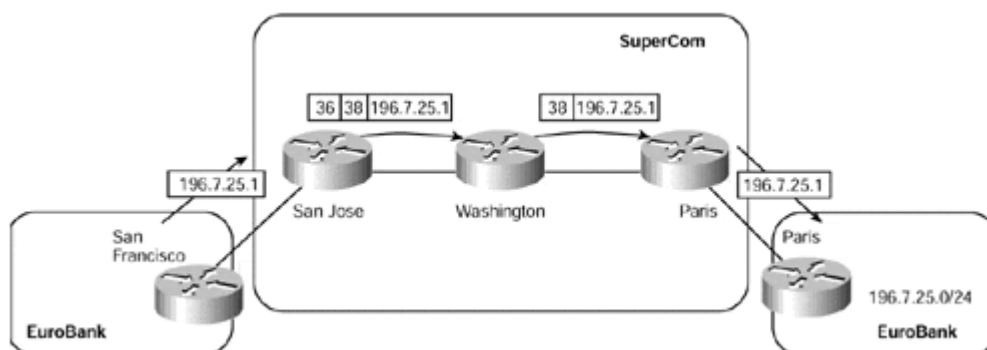 SuperCom
36 38 196.7.25.1
38 196.7.25.1
196.7.25.1
196.7.25.1
San Jose
Washington
Paris
San
Francisco
Paris
196.7.25.0/24
EuroBank
EuroBank